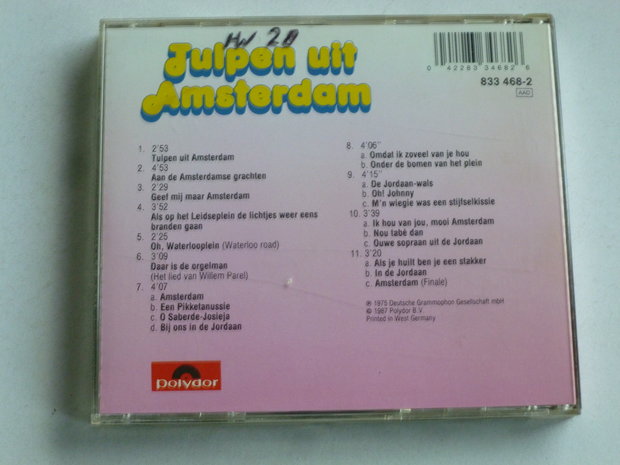 HV 20
Tulpen uit
Amsterdam
0 42283 34682 6
833 468-2
AAD
1. 2'53
Tulpen uit Amsterdam
2. 4'53
Aan de Amsterdamse grachten
3. 2'29
Geef mij maar Amsterdam
4. 3'52
Als op het Leidseplein de lichtjes weer eens
branden gaan
5. 2'25
Oh, Waterlooplein (Waterloo road)
6. 3'09
Daar is de orgelman
(Het lied van Willem Parel)
7. 4'07
a. Amsterdam
b. Een Pikketanussie
c. O Saberde-Josieja
d. Bij ons in de Jordaan
8. 4'06"
a. Omdat ik zoveel van je hou
b. Onder de bomen van het plein
9. 4'15"
a. De Jordaan-wals
b. Oh! Johnny
c. M'n wiegie was een stijfselkissie
10. 3'39
a. Ik hou van jou, mooi Amsterdam
b. Nou tabé dan
c. Ouwe sopraan uit de Jordaan
11. 3'20
a. Als je huilt ben je een stakker
b. In de Jordaan
c. Amsterdam (Finale)
℗ 1975 Deutsche Grammophon Gesellschaft mbH
© 1987 Polydor B.V.
Printed in West Germany
polydor